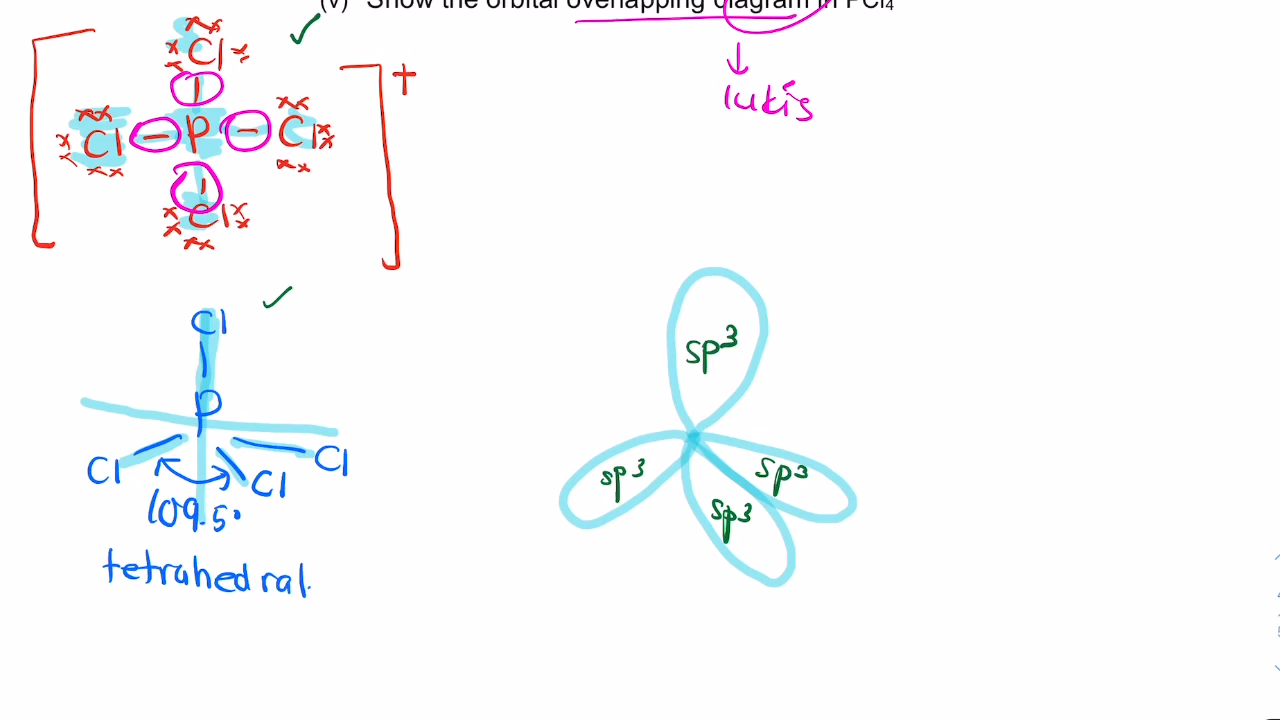 (v) Show the orbital overlapping diagram in PCl4
lukis
[ Cl +
Cl — P — Cl
Cl ]
Cl
P
Cl Cl Cl
109.5°
tetrahedral.
sp³
sp³ sp³
sp³